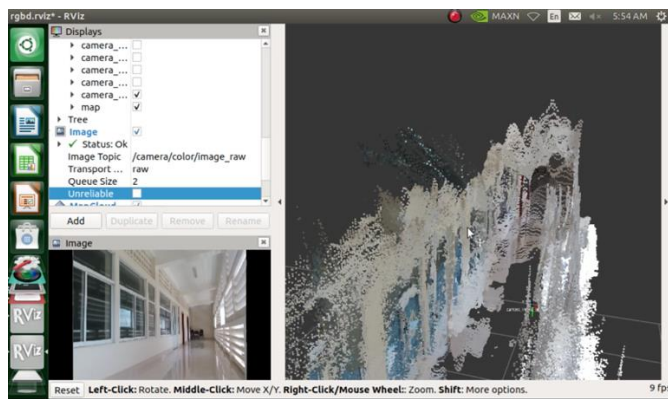 rgbd.rviz* - RViz
MAXN
En
5:54 AM
Displays
camera_...
camera_...
camera_...
camera_...
camera_...
map
Tree
Image
Status: Ok
Image Topic
/camera/color/image_raw
Transport ...
raw
Queue Size
2
Unreliable
Add
Duplicate
Remove
Rename
Image
RViz
RViz
Reset
Left-Click: Rotate. Middle-Click: Move X/Y. Right-Click/Mouse Wheel:: Zoom. Shift: More options.
9 fps